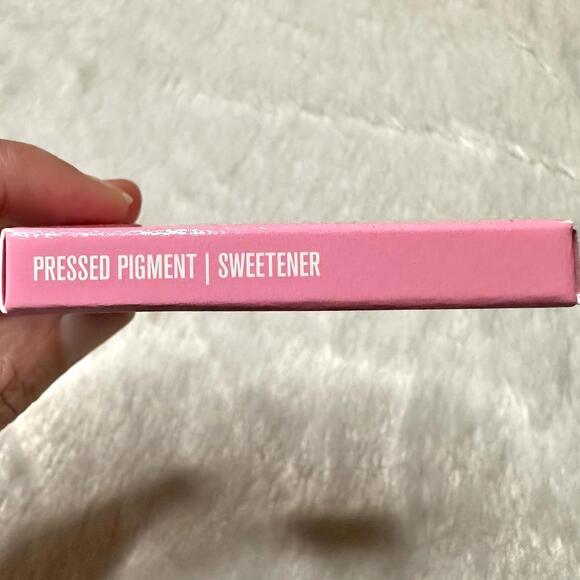 PRESSED PIGMENT | SWEETENER